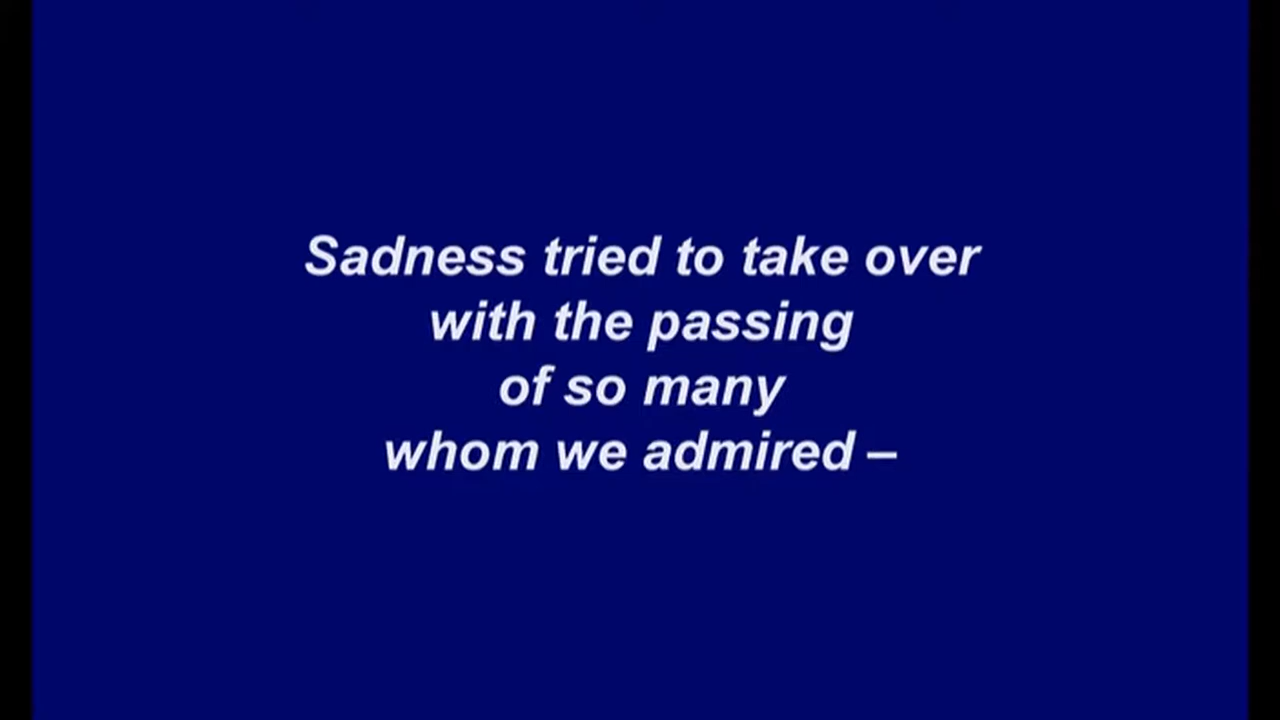 Sadness tried to take over
with the passing
of so many
whom we admired –